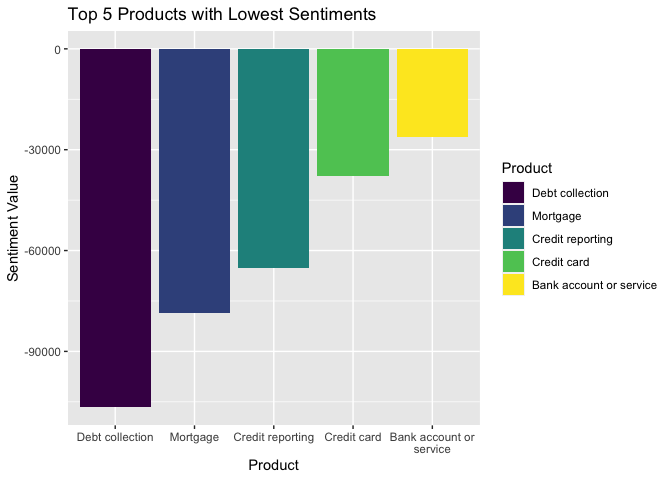 Top 5 Products with Lowest Sentiments
0
-30000
-60000
-90000
Sentiment Value
Debt collection
Mortgage
Credit reporting
Credit card
Bank account or
service
Product
Product
Debt collection
Mortgage
Credit reporting
Credit card
Bank account or service